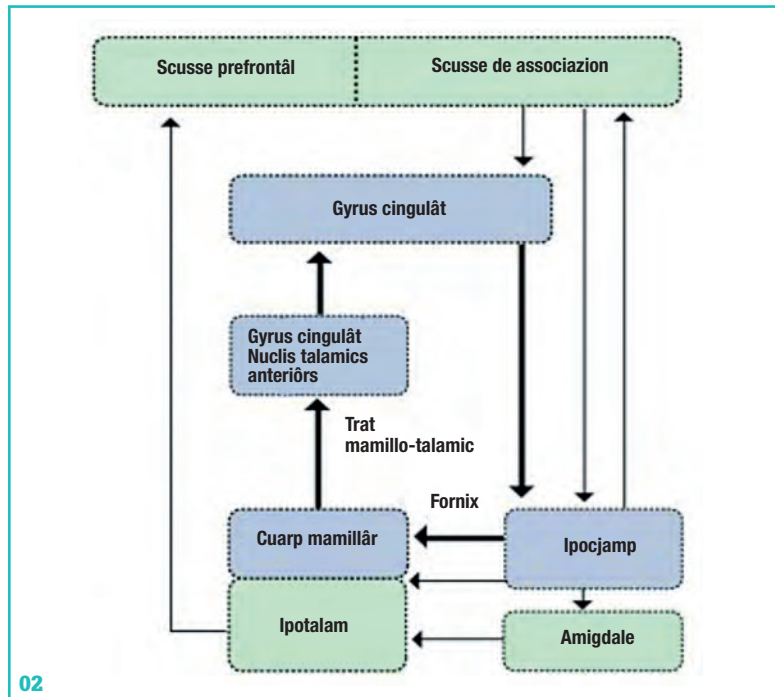 Scusse prefrontâl
Scusse de associazion
Gyrus cingulât
Gyrus cingulât
Nuclis talamics
anteriôrs
Trat
mamillo-talamic
Fornix
Cuarp mamillâr
Ipocjamp
Ipotalam
Amigdale
02